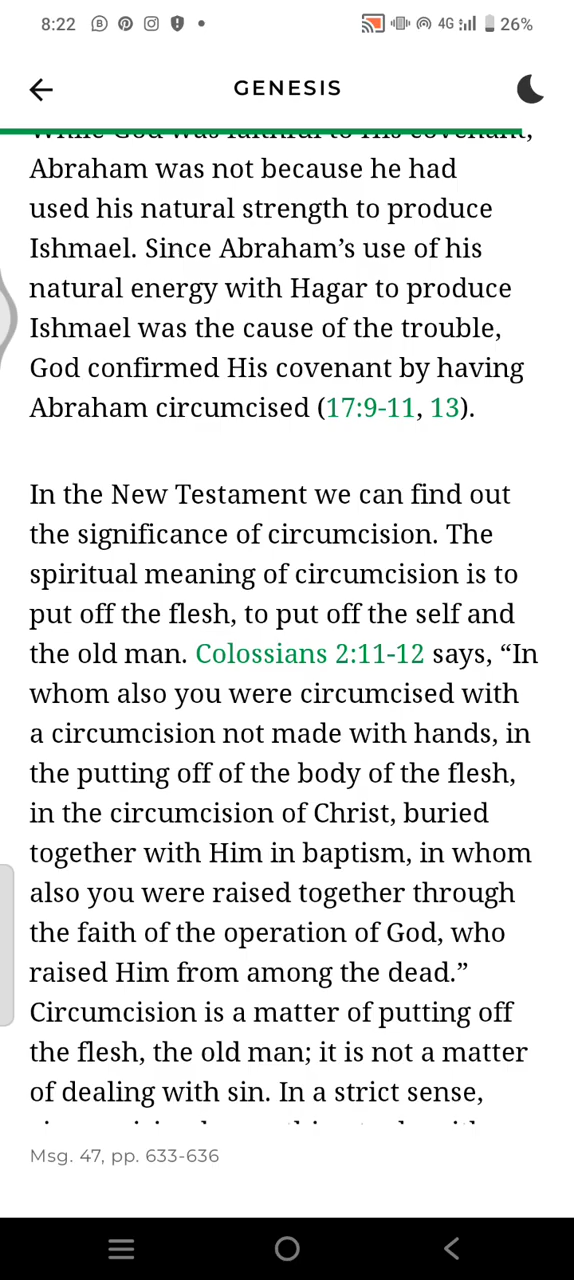 8:22 4G 26%
GENESIS
While God was faithful to His covenant,
Abraham was not because he had
used his natural strength to produce
Ishmael. Since Abraham’s use of his
natural energy with Hagar to produce
Ishmael was the cause of the trouble,
God confirmed His covenant by having
Abraham circumcised (17:9-11, 13).
In the New Testament we can find out
the significance of circumcision. The
spiritual meaning of circumcision is to
put off the flesh, to put off the self and
the old man. Colossians 2:11-12 says, “In
whom also you were circumcised with
a circumcision not made with hands, in
the putting off of the body of the flesh,
in the circumcision of Christ, buried
together with Him in baptism, in whom
also you were raised together through
the faith of the operation of God, who
raised Him from among the dead.”
Circumcision is a matter of putting off
the flesh, the old man; it is not a matter
of dealing with sin. In a strict sense,
Msg. 47, pp. 633-636